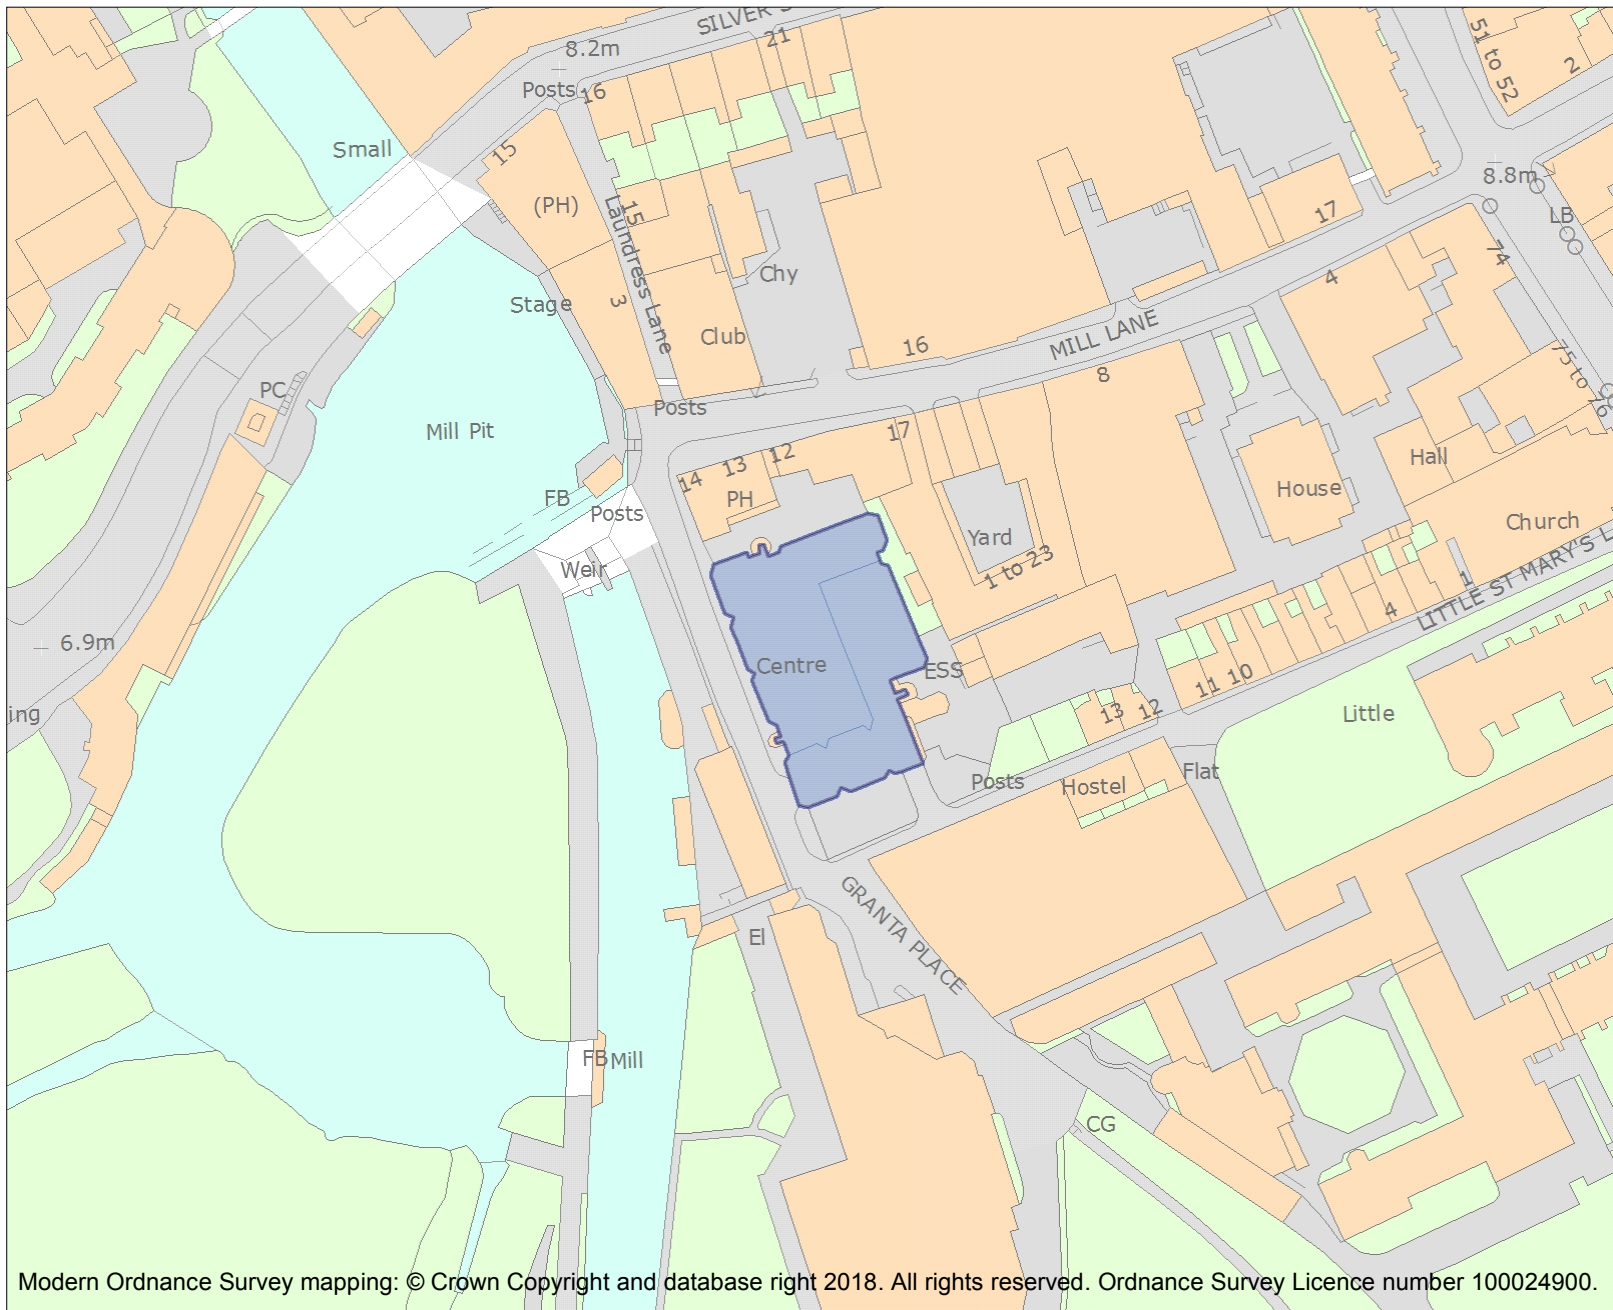 SILVER S
21
8.2m
51 to 52
2
Posts
16
Small
15
(PH)
15
Laundress Lane
17
8.8m
LB
74
Chy
4
Stage
3
Club
16
MILL LANE
8
75 to 76
PC
Posts
Mill Pit
17
12
13
14
PH
Hall
House
FB
Posts
Yard
Church
1 to 23
Weir
1
4
LITTLE ST MARY'S L
6.9m
Centre
ESS
11
10
13
12
Little
ing
Posts
Hostel
Flat
GRANTA PLACE
El
FB
Mill
CG
Modern Ordnance Survey mapping: © Crown Copyright and database right 2018. All rights reserved. Ordnance Survey Licence number 100024900.